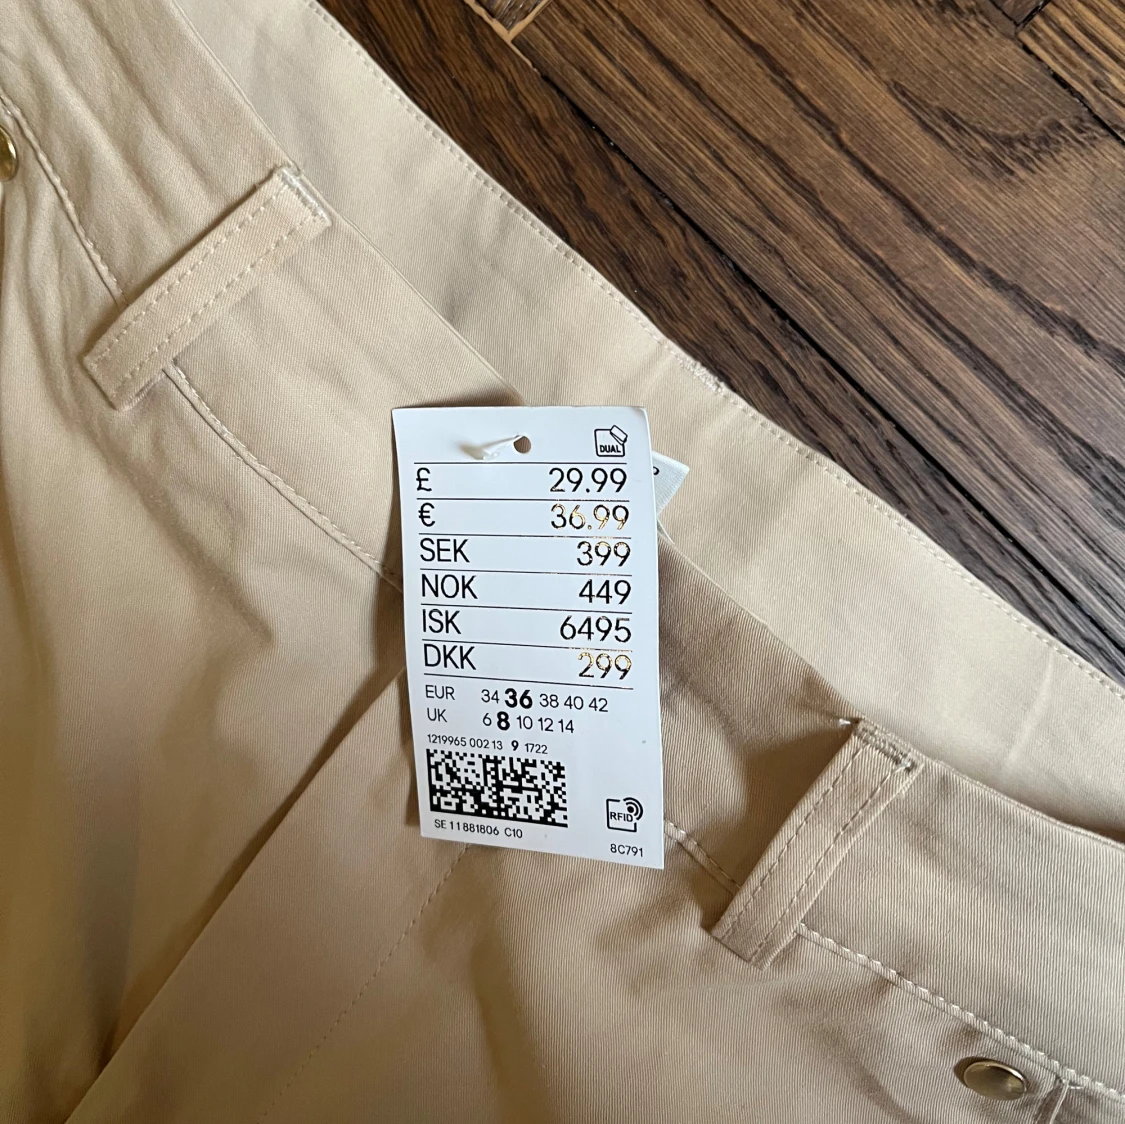 DUAL
£ 29.99
€ 36.99
SEK 399
NOK 449
ISK 6495
DKK 299
EUR 34 36 38 40 42
UK 6 8 10 12 14
1219965 002 13 9 1722
RFID
SE 11881806 C10
8C791